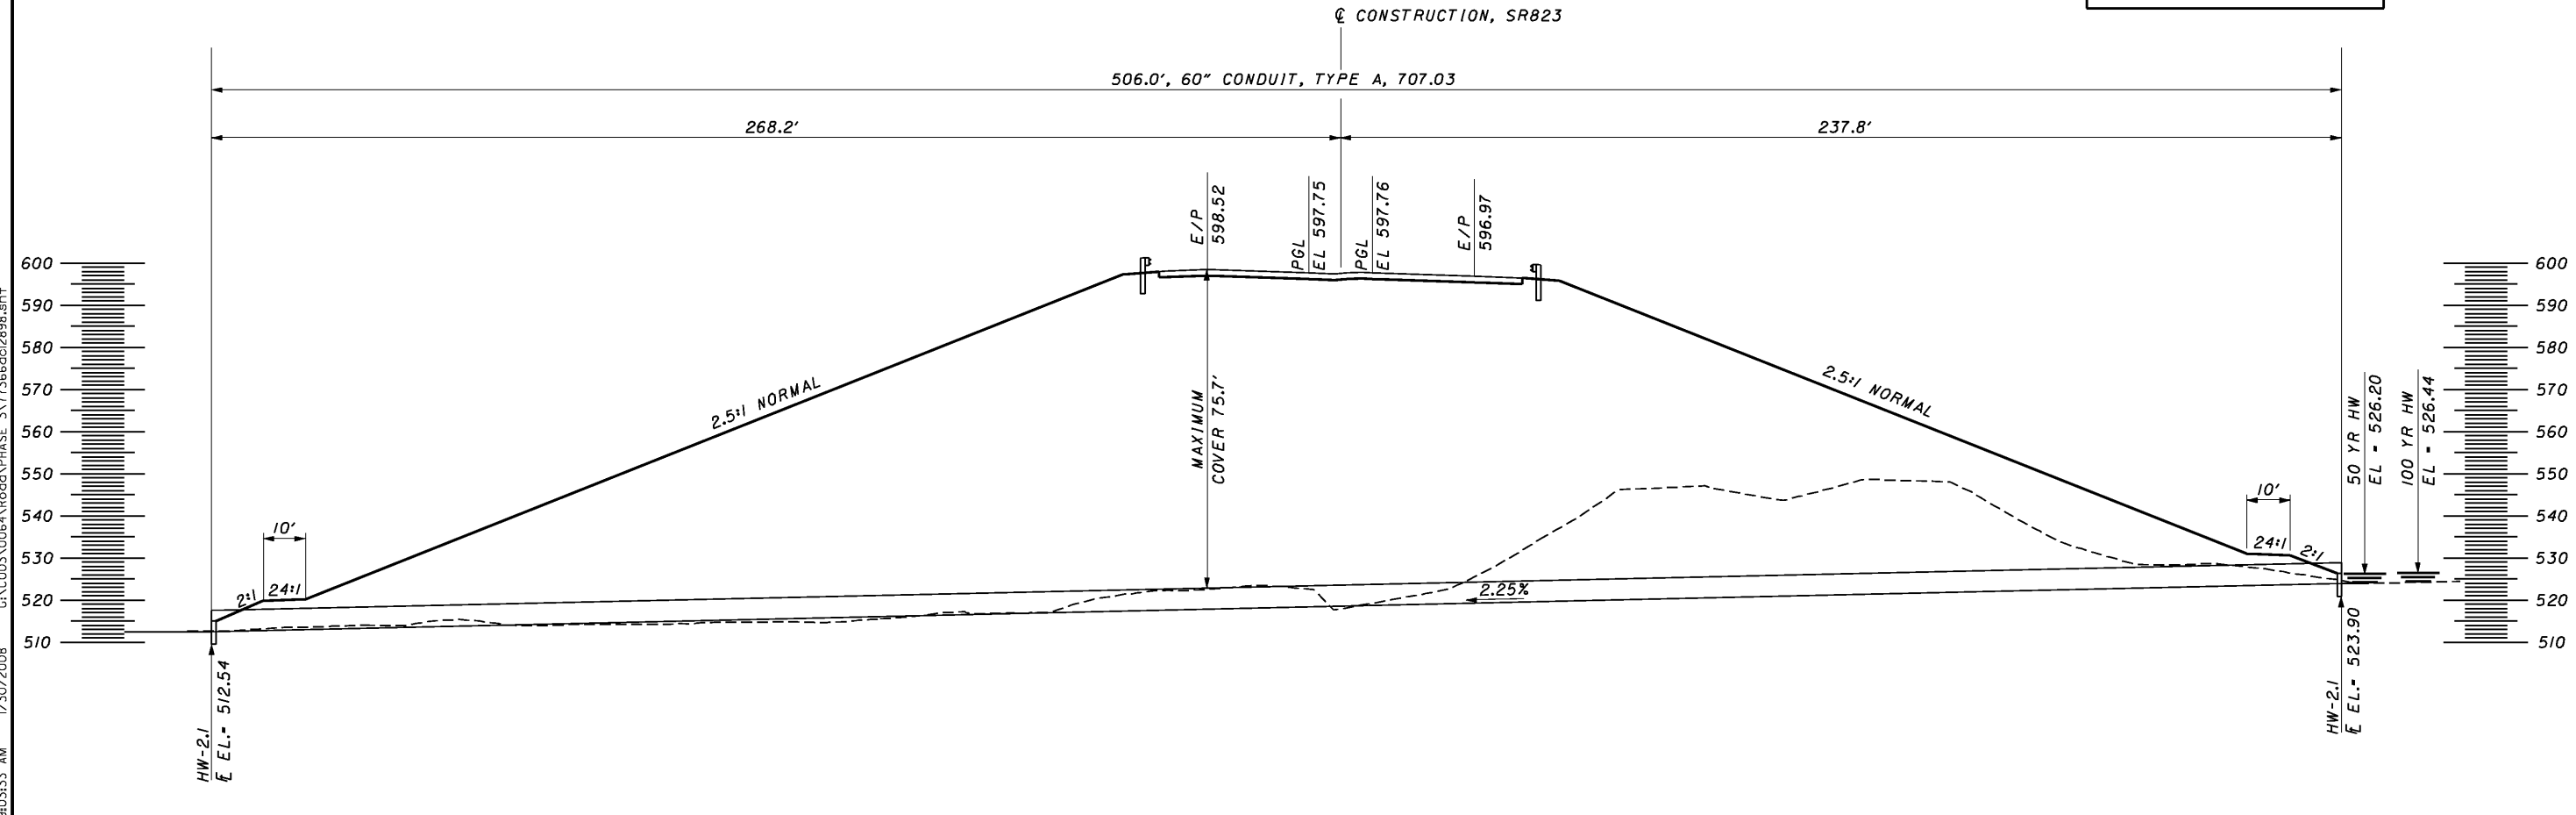 ℄ CONSTRUCTION, SR823
506.0', 60" CONDUIT, TYPE A, 707.03
268.2'
237.8'
E/P
598.52
PGL
EL 597.75
PGL
EL 597.76
E/P
596.97
600
590
580
570
560
550
540
530
520
510
600
590
580
570
560
550
540
530
520
510
2.5:1 NORMAL
2.5:1 NORMAL
MAXIMUM
COVER 75.7'
50 YR HW
EL - 526.20
100 YR HW
EL - 526.44
10'
24:1
2:1
10'
24:1
2:1
2.25%
HW-2.1
EL.= 512.54
HW-2.1
EL.= 523.90
1/30/2008
AM